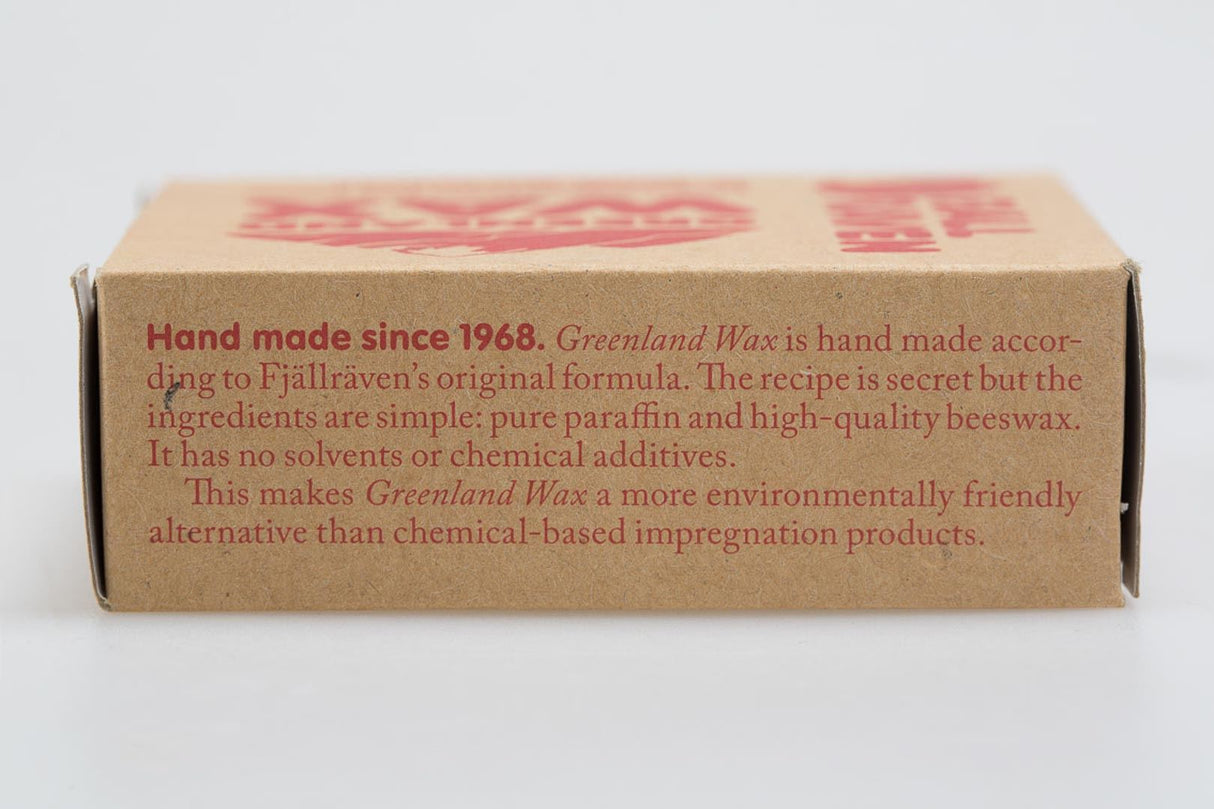 Hand made since 1968. Greenland Wax is hand made accor-
ding to Fjällräven’s original formula. The recipe is secret but the
ingredients are simple: pure paraffin and high-quality beeswax.
It has no solvents or chemical additives.
This makes Greenland Wax a more environmentally friendly
alternative than chemical-based impregnation products.